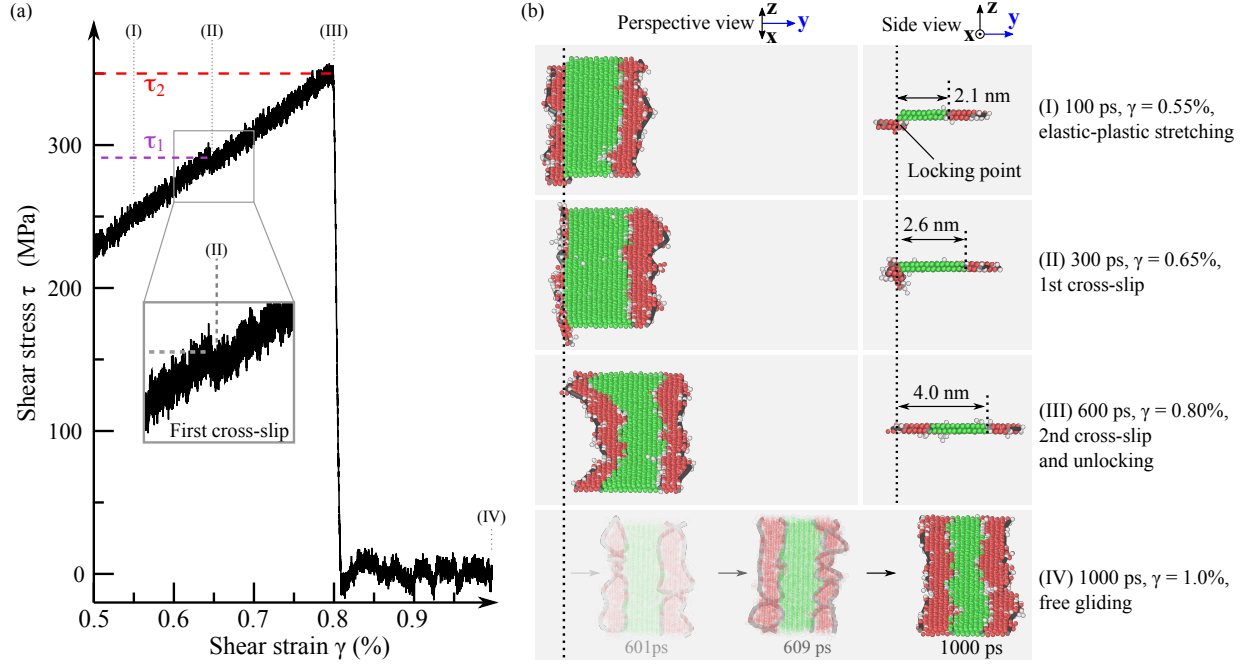 (a)
(I)
(II)
(III)
τ2
τ1
(II)
First cross-slip
(IV)
300
200
100
0
0.5
0.6
0.7
0.8
0.9
Shear stress τ (MPa)
Shear strain γ (%)
(b)
Perspective view
z
y
x
Side view
z
x
y
2.1 nm
Locking point
(I) 100 ps, γ = 0.55%,
elastic-plastic stretching
2.6 nm
(II) 300 ps, γ = 0.65%,
1st cross-slip
4.0 nm
(III) 600 ps, γ = 0.80%,
2nd cross-slip
and unlocking
601ps
609 ps
1000 ps
(IV) 1000 ps, γ = 1.0%,
free gliding